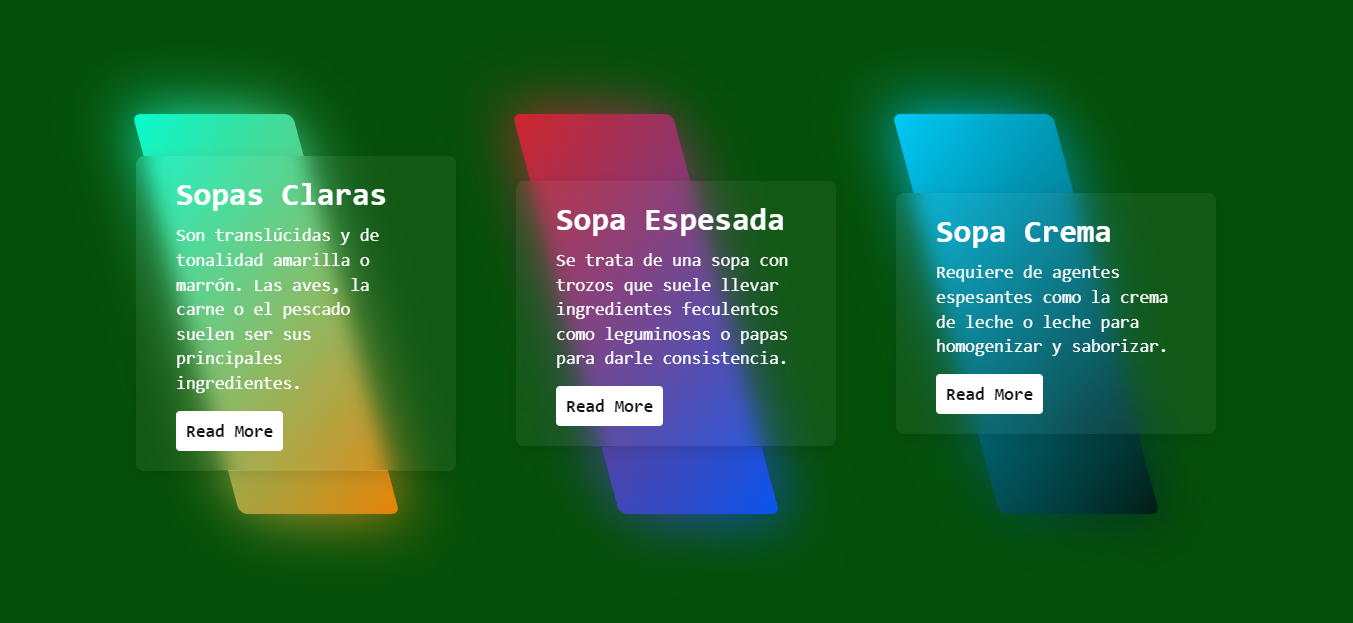 Sopas Claras
Son translúcidas y de
tonalidad amarilla o
marrón. Las aves, la
carne o el pescado
suelen ser sus
principales
ingredientes.
Read More
Sopa Espesada
Se trata de una sopa con
trozos que suele llevar
ingredientes feculentos
como leguminosas o papas
para darle consistencia.
Read More
Sopa Crema
Requiere de agentes
espesantes como la crema
de leche o leche para
homogenizar y saborizar.
Read More